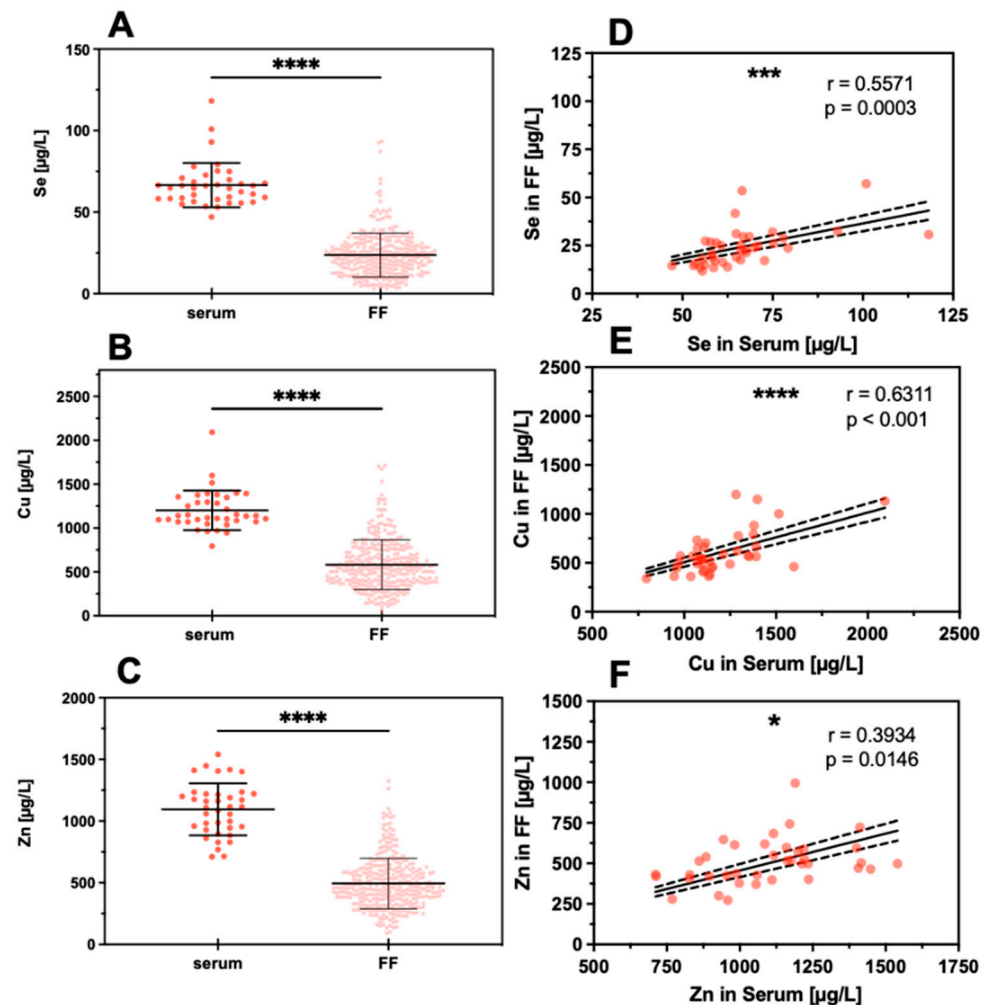 A
150
100
50
0
Se [µg/L]
****
serum
FF
D
125
100
75
50
25
0
Se in FF [µg/L]
***
r = 0.5571
p = 0.0003
25
50
75
100
125
Se in Serum [µg/L]
B
2500
2000
1500
1000
500
0
Cu [µg/L]
****
serum
FF
E
2500
2000
1500
1000
500
0
Cu in FF [µg/L]
****
r = 0.6311
p < 0.001
500
1000
1500
2000
2500
Cu in Serum [µg/L]
C
2000
1500
1000
500
0
Zn [µg/L]
****
serum
FF
F
1500
1250
1000
750
500
250
0
Zn in FF [µg/L]
*
r = 0.3934
p = 0.0146
500
750
1000
1250
1500
1750
Zn in Serum [µg/L]